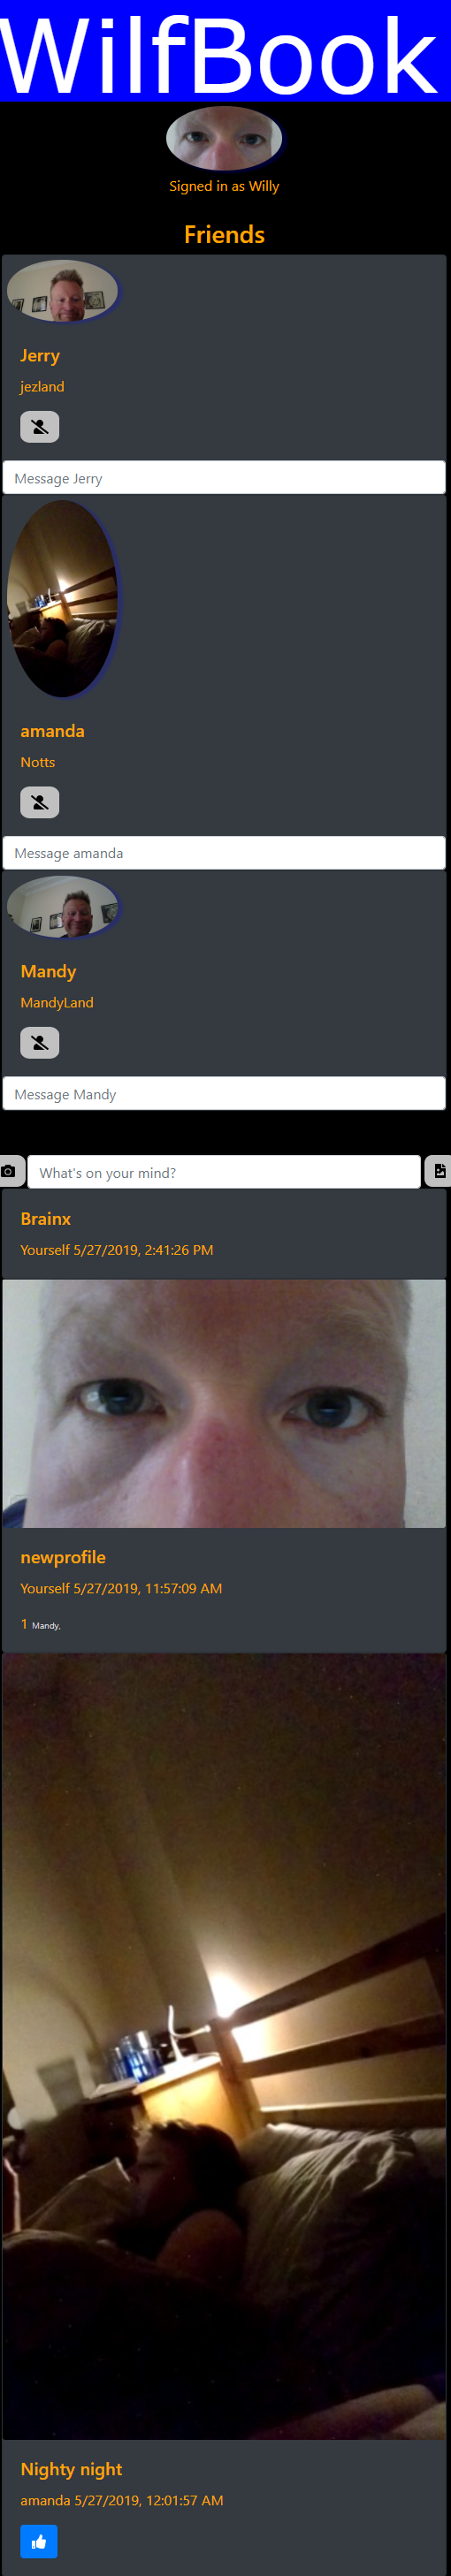 WilfBook
Signed in as Willy
Friends
Jerry
jezland
Message Jerry
amanda
Notts
Message amanda
Mandy
MandyLand
Message Mandy
What's on your mind?
Brainx
Yourself 5/27/2019, 2:41:26 PM
newprofile
Yourself 5/27/2019, 11:57:09 AM
1 Mandy,
Nighty night
amanda 5/27/2019, 12:01:57 AM